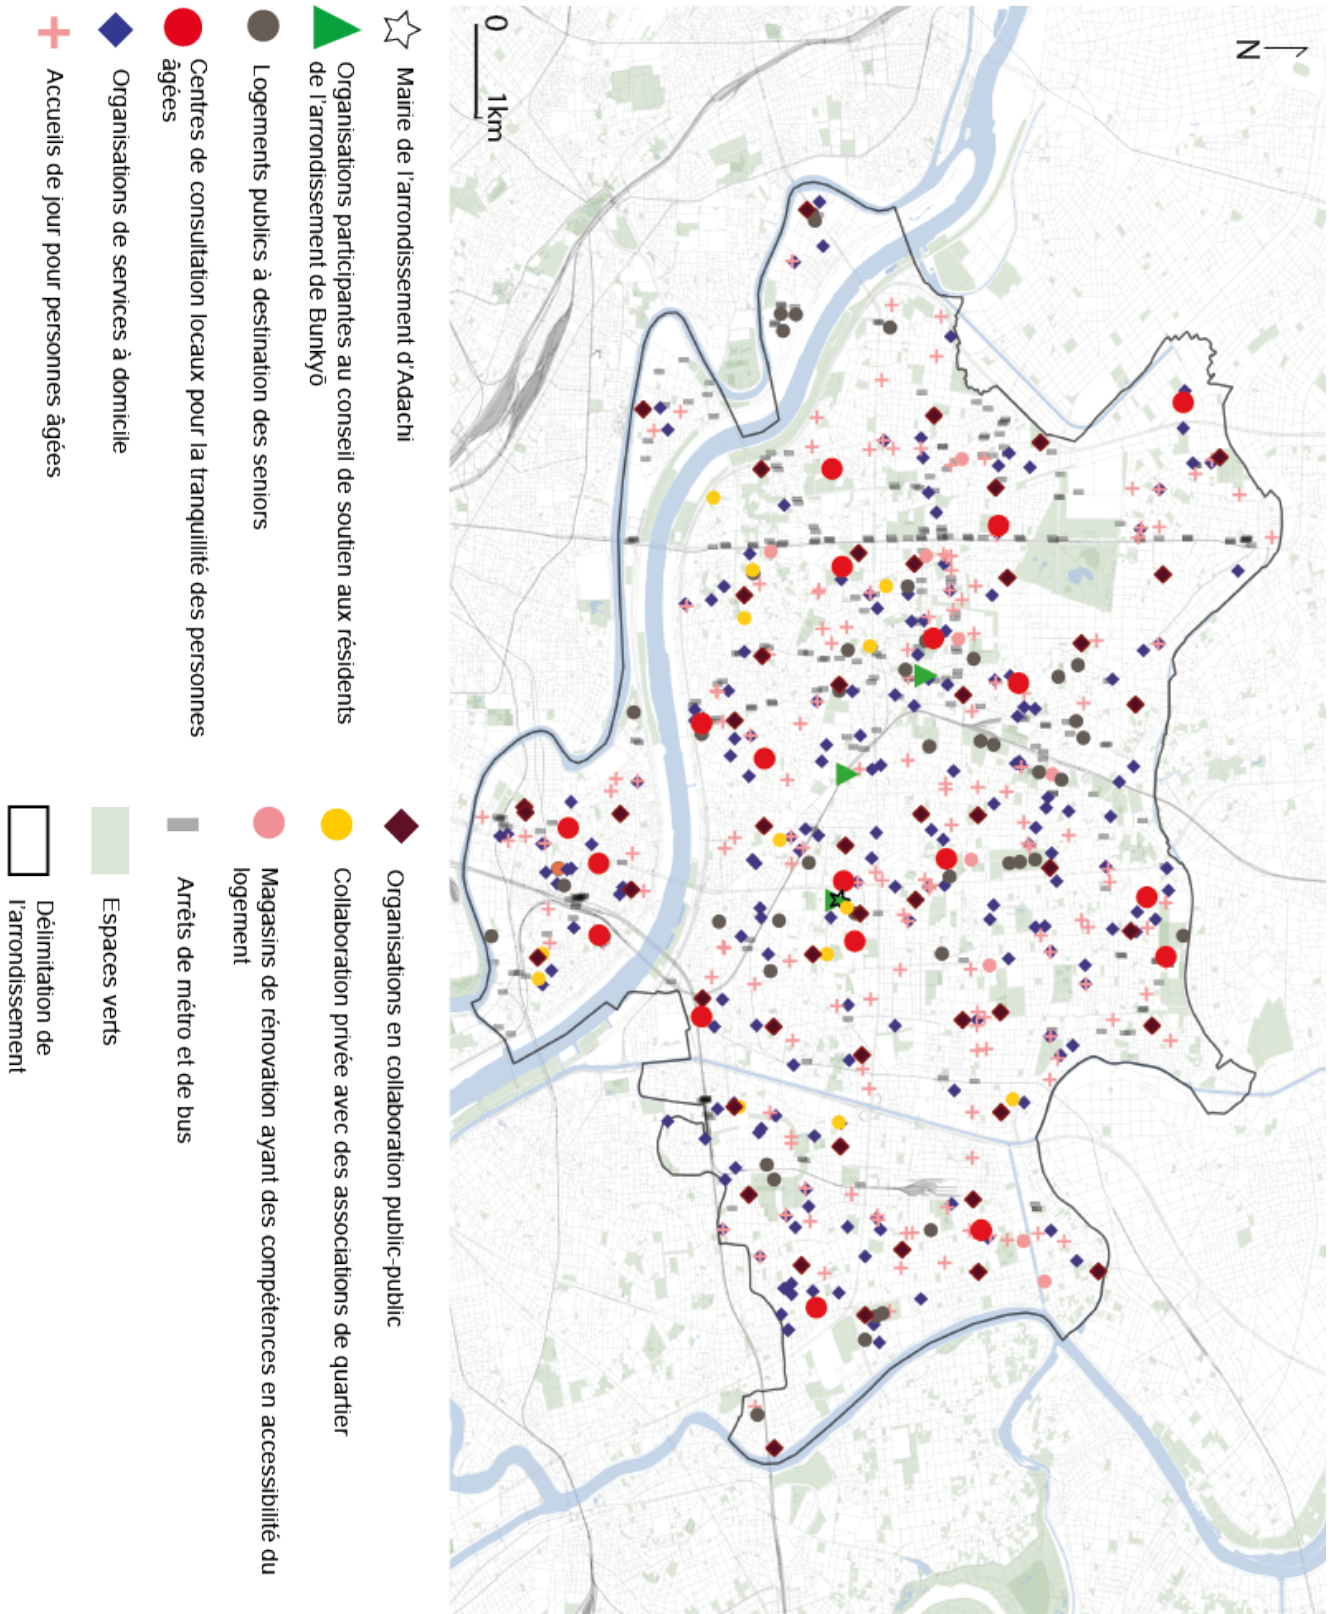 N
0
1km
Mairie de l'arrondissement d'Adachi
Organisations participantes au conseil de soutien aux résidents
de l'arrondissement de Bunkyō
Logements publics à destination des seniors
Centres de consultation locaux pour la tranquillité des personnes
âgées
Organisations de services à domicile
Accueils de jour pour personnes âgées
Organisations en collaboration public-public
Collaboration privée avec des associations de quartier
Magasins de rénovation ayant des compétences en accessibilité du
logement
Arrêts de métro et de bus
Espaces verts
Délimitation de
l'arrondissement